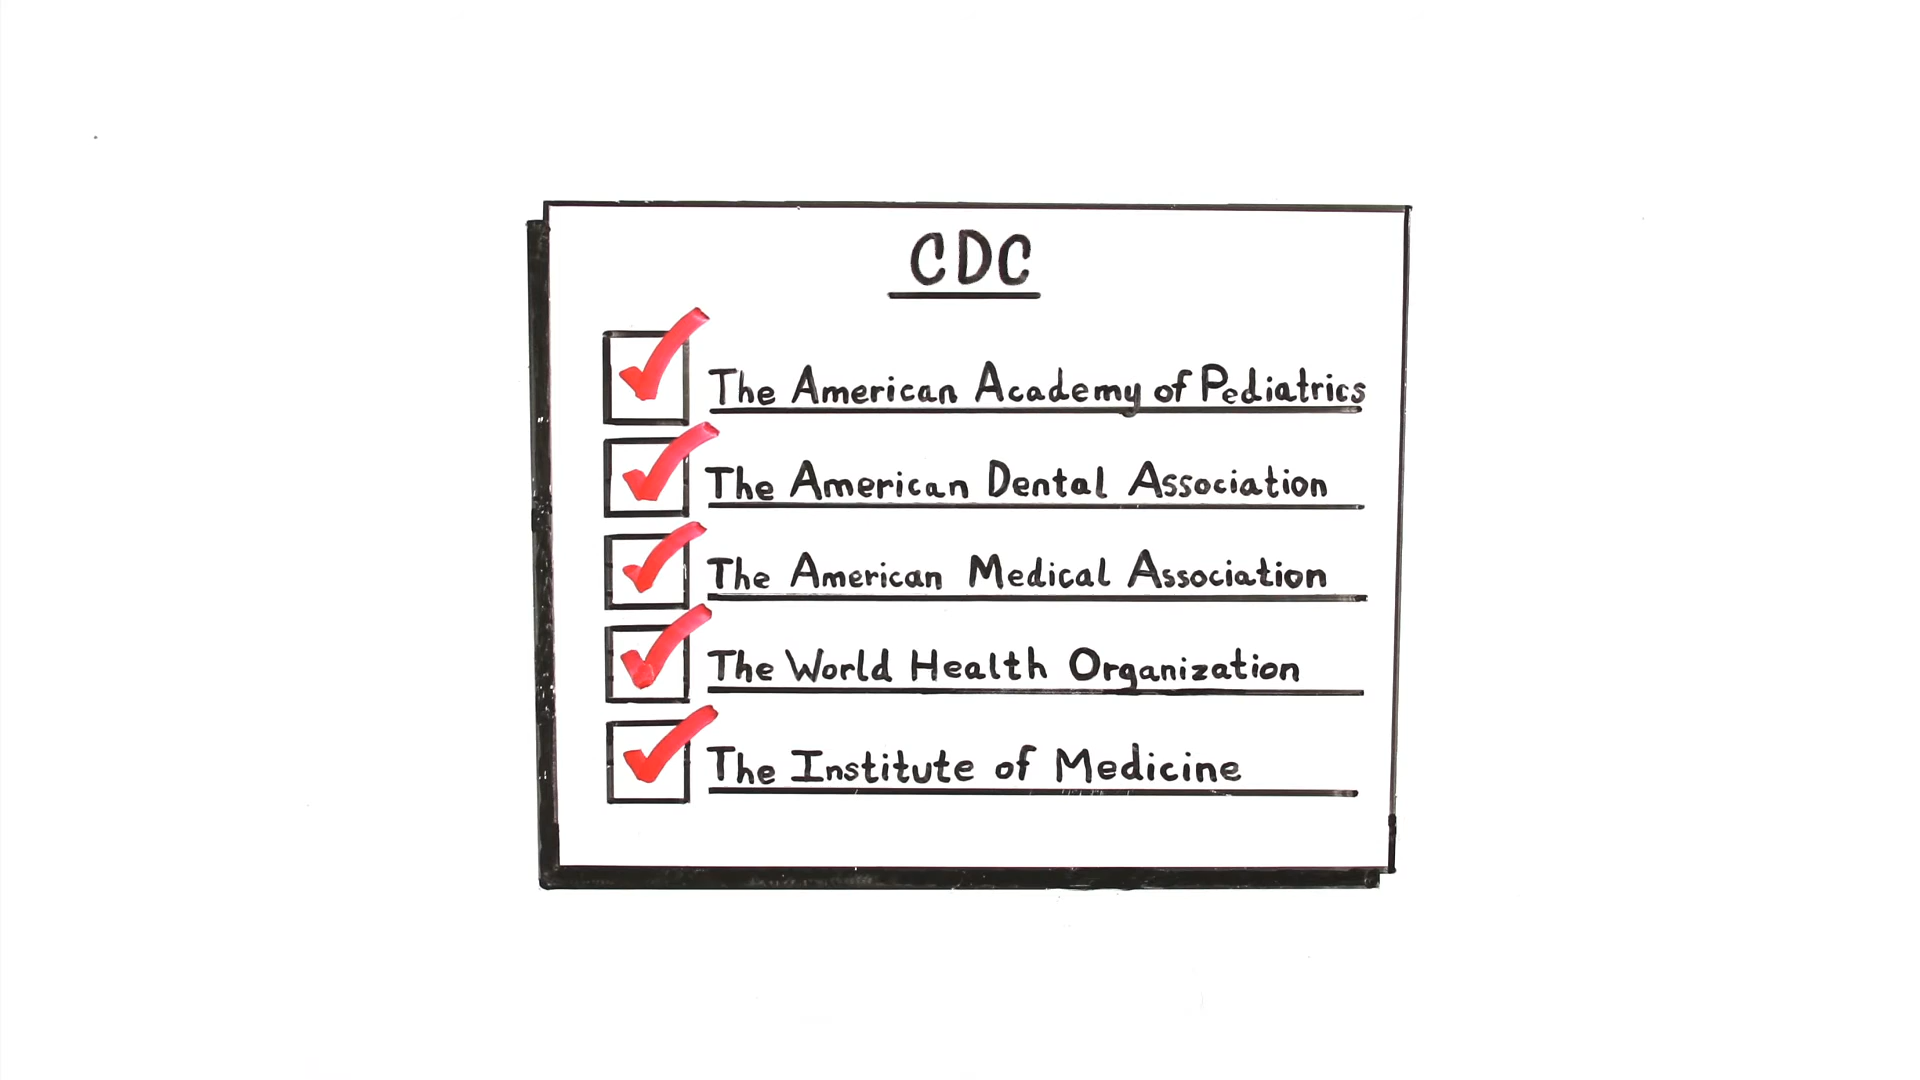 CDC
The American Academy of Pediatrics
The American Dental Association
The American Medical Association
The World Health Organization
The Institute of Medicine